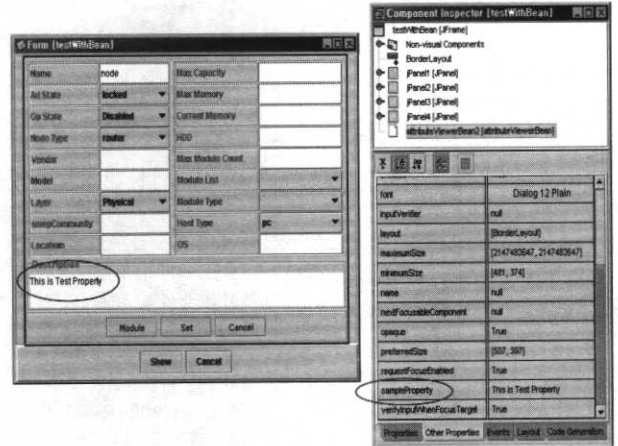 Form [testWithBean]
Name node Max Capacity
Ad State locked Max Memory
Op State Disabled Current Memory
Node Type router HDD
Vendor Max Module Count
Model Module List
Layer Physical Module Type
snmpCommunity Host Type pc
Location OS
Description
This is Test Property
Module Set Cancel
Show Cancel
Component Inspector [testWithBean]
testWithBean [JFrame]
Non-visual Components
BorderLayout
jPanel1 [JPanel]
jPanel2 [JPanel]
jPanel3 [JPanel]
jPanel4 [JPanel]
attributeViewerBean2 [attributeViewerBean]
font Dialog 12 Plain
inputVerifier null
layout [BorderLayout]
maximumSize [2147483647, 2147483647]
minimumSize [481, 374]
name null
nextFocusableComponent null
opaque True
preferredSize [507, 397]
requestFocusEnabled True
sampleProperty This is Test Property
verifyInputWhenFocusTarget True
Properties Other Properties Events Layout Code Generation